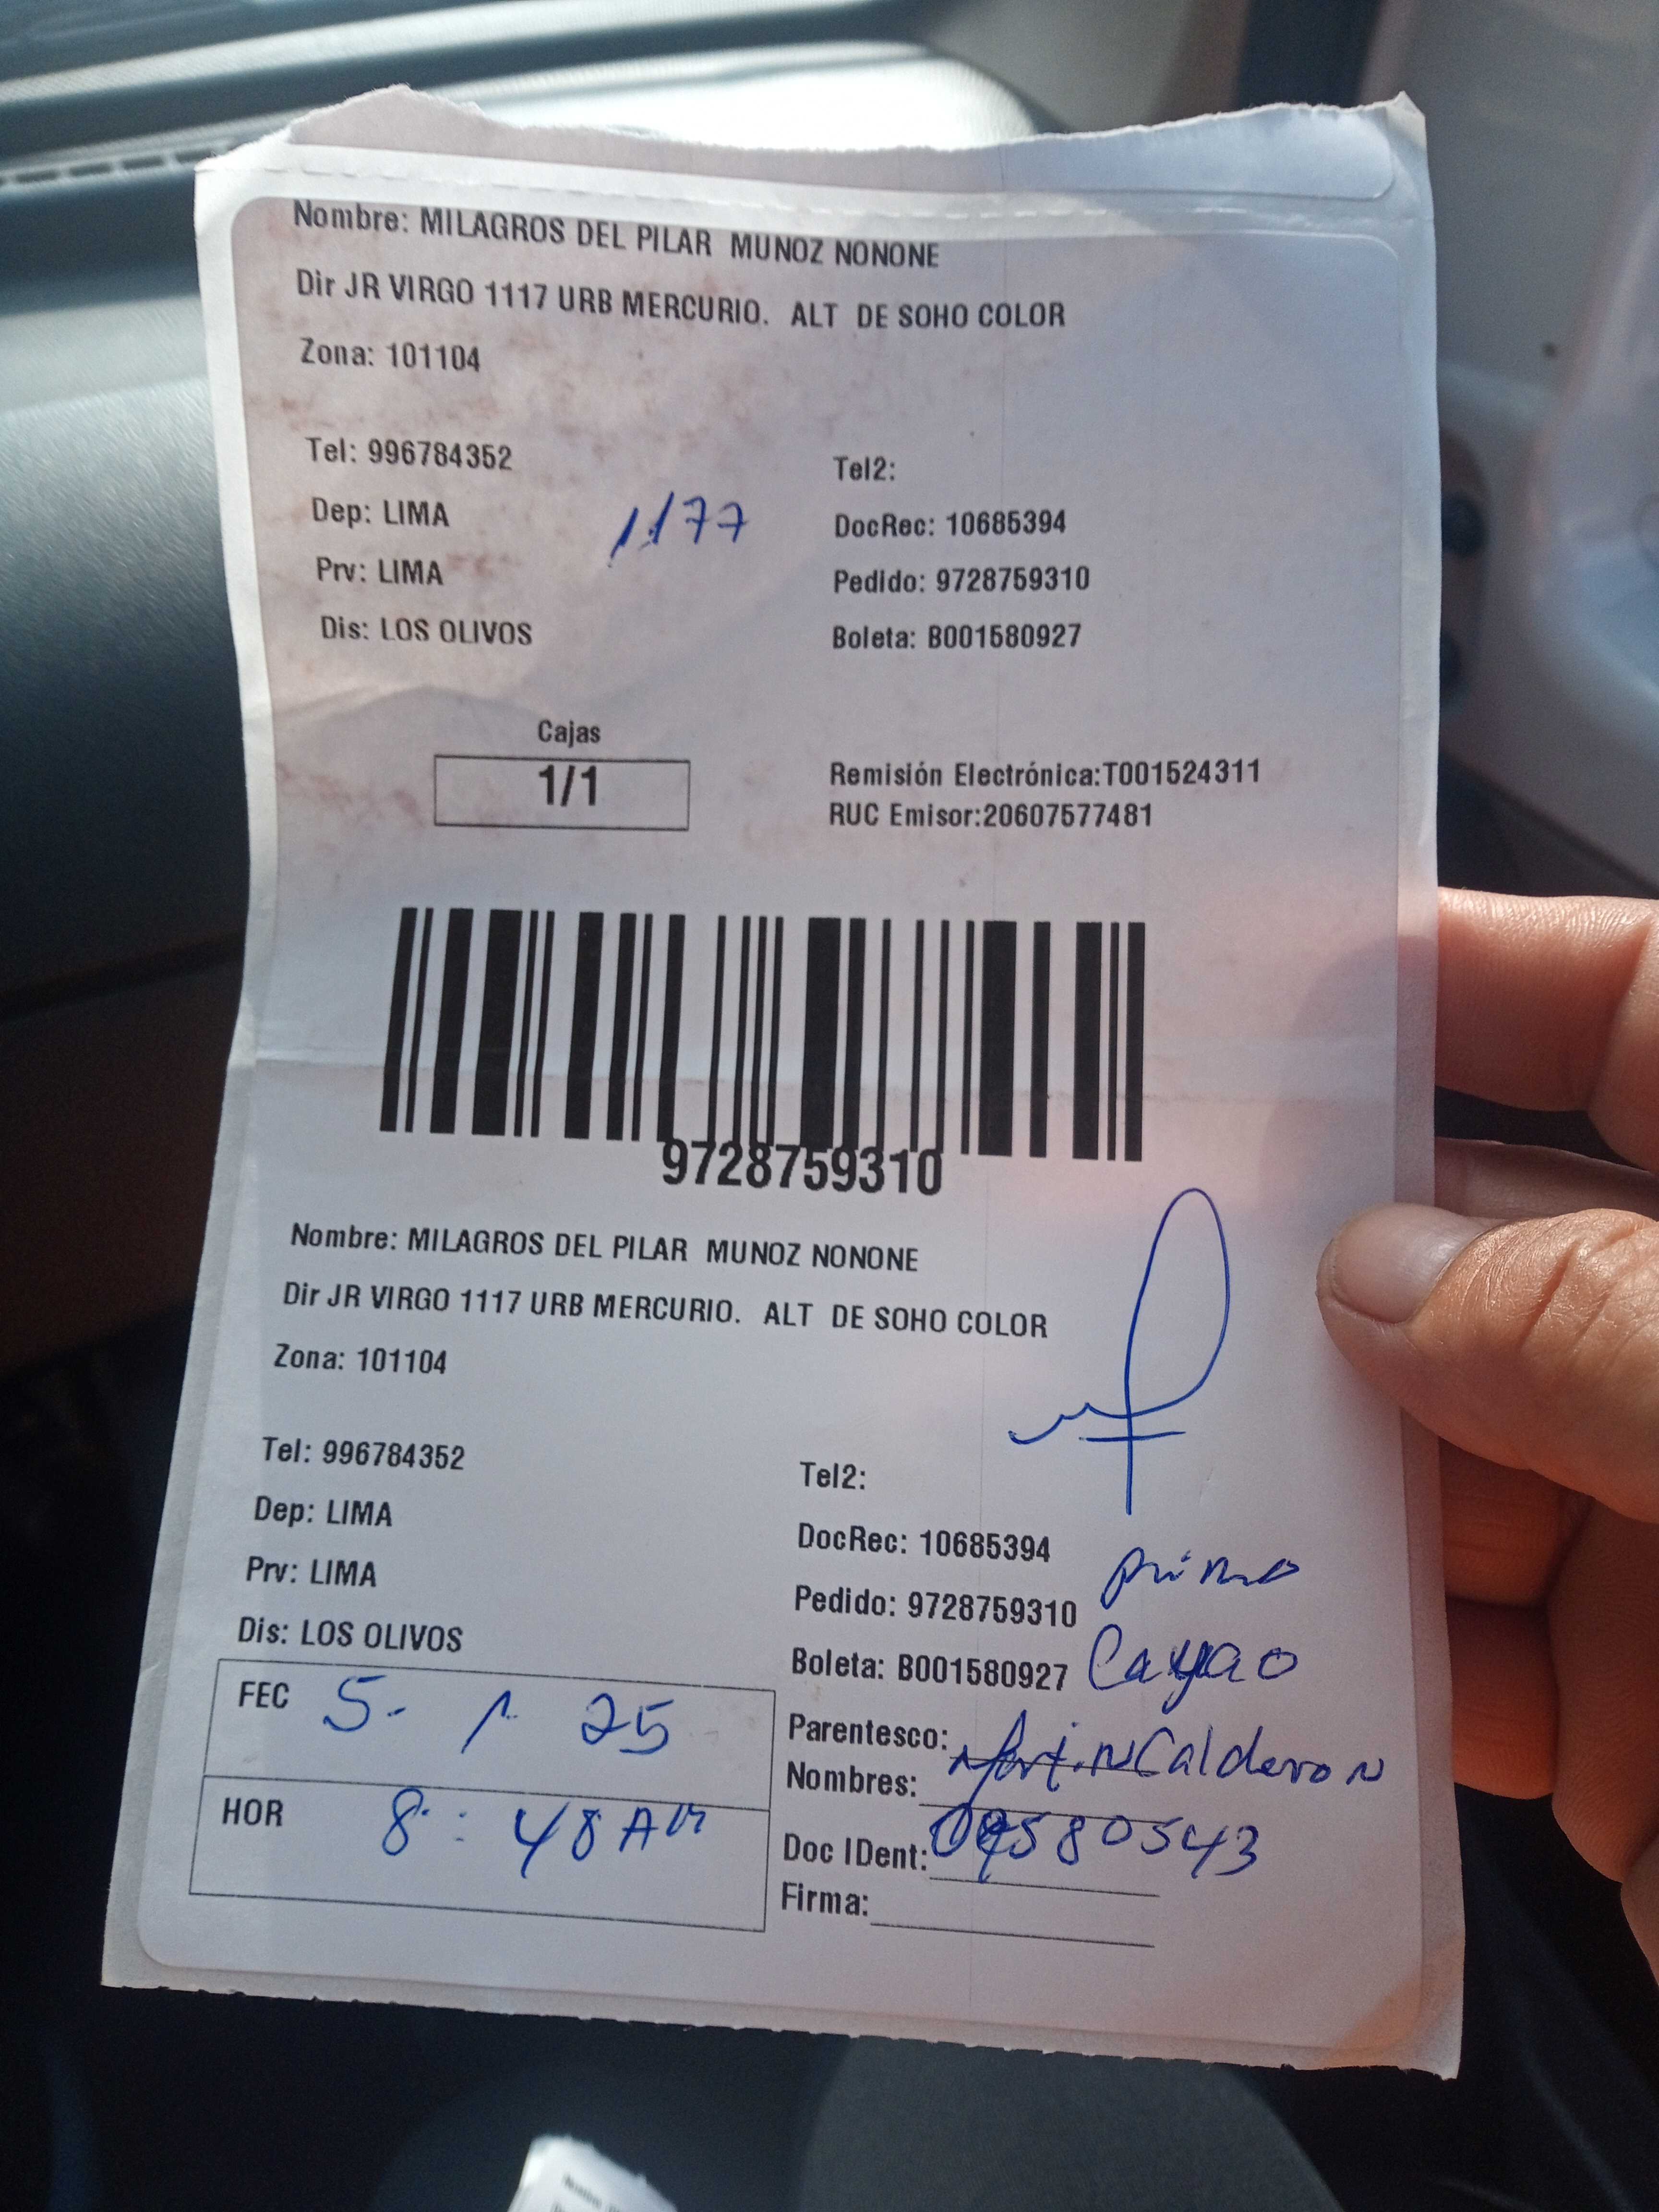 Nombre: MILAGROS DEL PILAR MUNOZ NONONE
Dir JR VIRGO 1117 URB MERCURIO. ALT DE SOHO COLOR
Zona: 101104
Tel: 996784352
Tel2:
Dep: LIMA
1177
DocRec: 10685394
Prv: LIMA
Pedido: 9728759310
Dis: LOS OLIVOS
Boleta: B001580927
Cajas
1/1
Remisión Electrónica:T001524311
RUC Emisor:20607577481
9728759310
Nombre: MILAGROS DEL PILAR MUNOZ NONONE
Dir JR VIRGO 1117 URB MERCURIO. ALT DE SOHO COLOR
Zona: 101104
Tel: 996784352
Tel2:
Dep: LIMA
DocRec: 10685394
Prv: LIMA
Pedido: 9728759310
Dis: LOS OLIVOS
Boleta: B001580927
FEC 5- 1- 25
HOR 8:48 AM
Parentesco:
Nombres: Calderon
Doc IDent:
Firma: